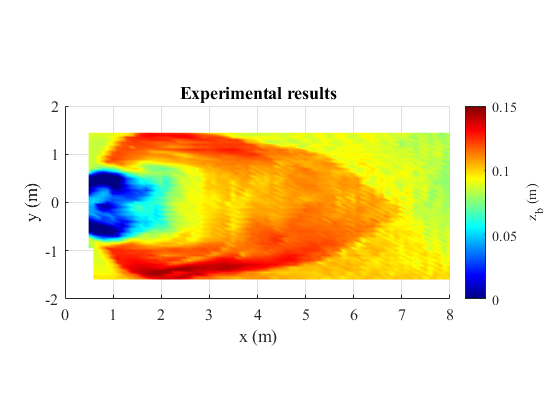 Experimental results
2
1
0
-1
-2
y (m)
0 1 2 3 4 5 6 7 8
x (m)
0.15
0.1
0.05
0
z_b (m)